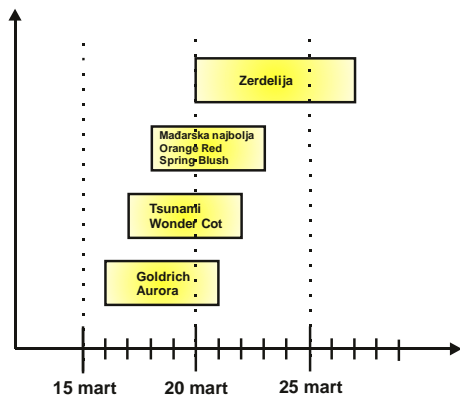 Zerdelija
Mađarska najbolja
Orange Red
Spring Blush
Tsunami
Wonder Cot
Goldrich
Aurora
15 mart
20 mart
25 mart